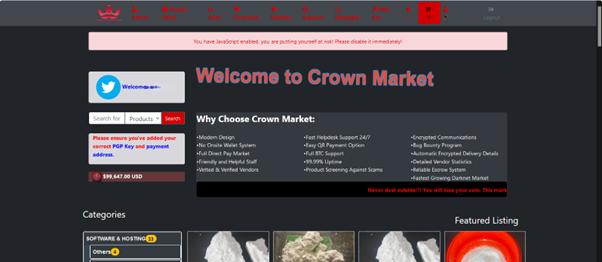 Logout
You have JavaScript enabled, you are putting yourself at risk! Please disable it immediately!
Welcome to Crown Market
Welcome
Search for
Products
Search
Why Choose Crown Market:
•Modern Design
•No Onsite Wallet System
•Full Direct Pay Market
•Friendly and Helpful Staff
•Vetted & Verified Vendors
•Fast Helpdesk Support 24/7
•Easy QR Payment Option
•Full BTC Support
•99.99% Uptime
•Product Screening Against Scams
•Encrypted Communications
•Bug Bounty Program
•Automatic Encrypted Delivery Details
•Detailed Vendor Statistics
•Reliable Escrow System
•Fastest Growing Darknet Market
Please ensure you've added your
correct PGP Key and payment
address.
$99,647.00 USD
Never deal outside!!! You will lose your coin. This mark
Categories
Featured Listing
SOFTWARE & HOSTING
Others 4